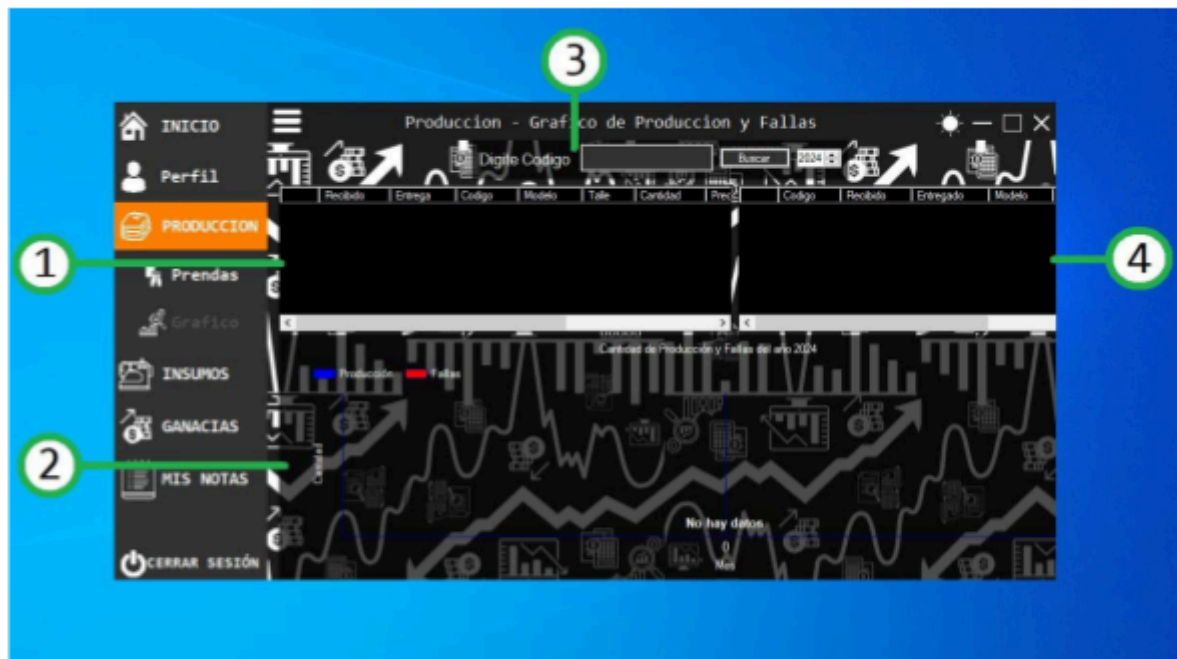 3
INICIO
Produccion - Grafico de Produccion y Fallas
Perfil
Digite Codigo
Buscar
2024
PRODUCCION
Recibido Entrega Codigo Modelo Talle Cantidad
Codigo Recibido Entregado Modelo
1
4
Prendas
Grafico
Cantidad de Producción y Fallas del año 2024
INSUMOS
Producción Fallas
GANACIAS
2
Cantidad
MIS NOTAS
No hay datos
0
Mes
CERRAR SESIÓN